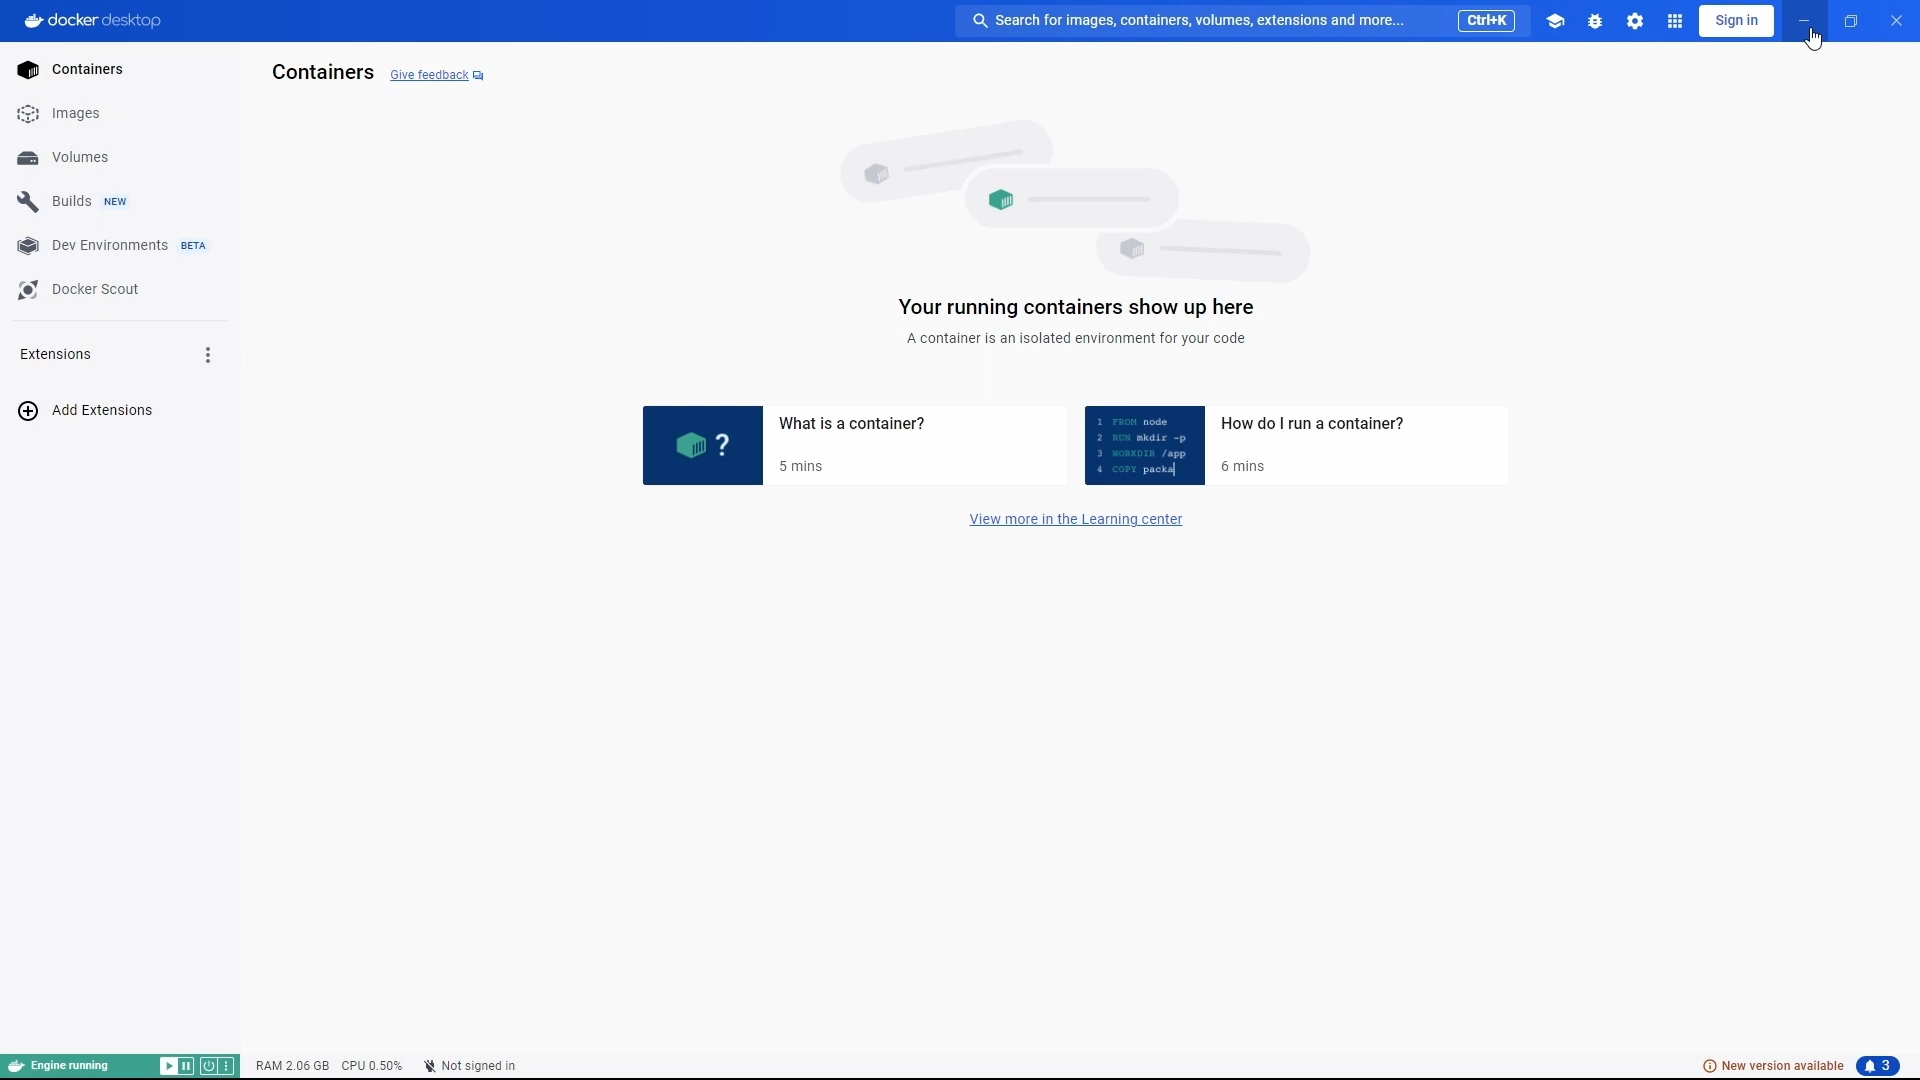 docker desktop
Search for images, containers, volumes, extensions and more...
Ctrl+K
Sign in
Containers
Images
Volumes
Builds NEW
Dev Environments BETA
Docker Scout
Extensions
Add Extensions
Containers
Give feedback
Your running containers show up here
A container is an isolated environment for your code
?
What is a container?
5 mins
1 FROM node
2 RUN mkdir -p
3 WORKDIR /app
4 COPY packa
How do I run a container?
6 mins
View more in the Learning center
Engine running
RAM 2.06 GB CPU 0.50% Not signed in
New version available
3